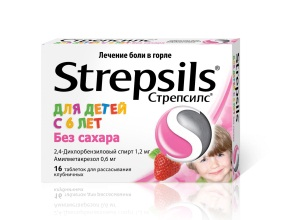 Лечение боли в горле
Strepsils®
Стрепсилс®
ДЛЯ ДЕТЕЙ
С 6 ЛЕТ
Без сахара
2,4-Дихлорбензиловый спирт 1,2 мг
Амилметакрезол 0,6 мг
16 таблеток для рассасывания
клубничных